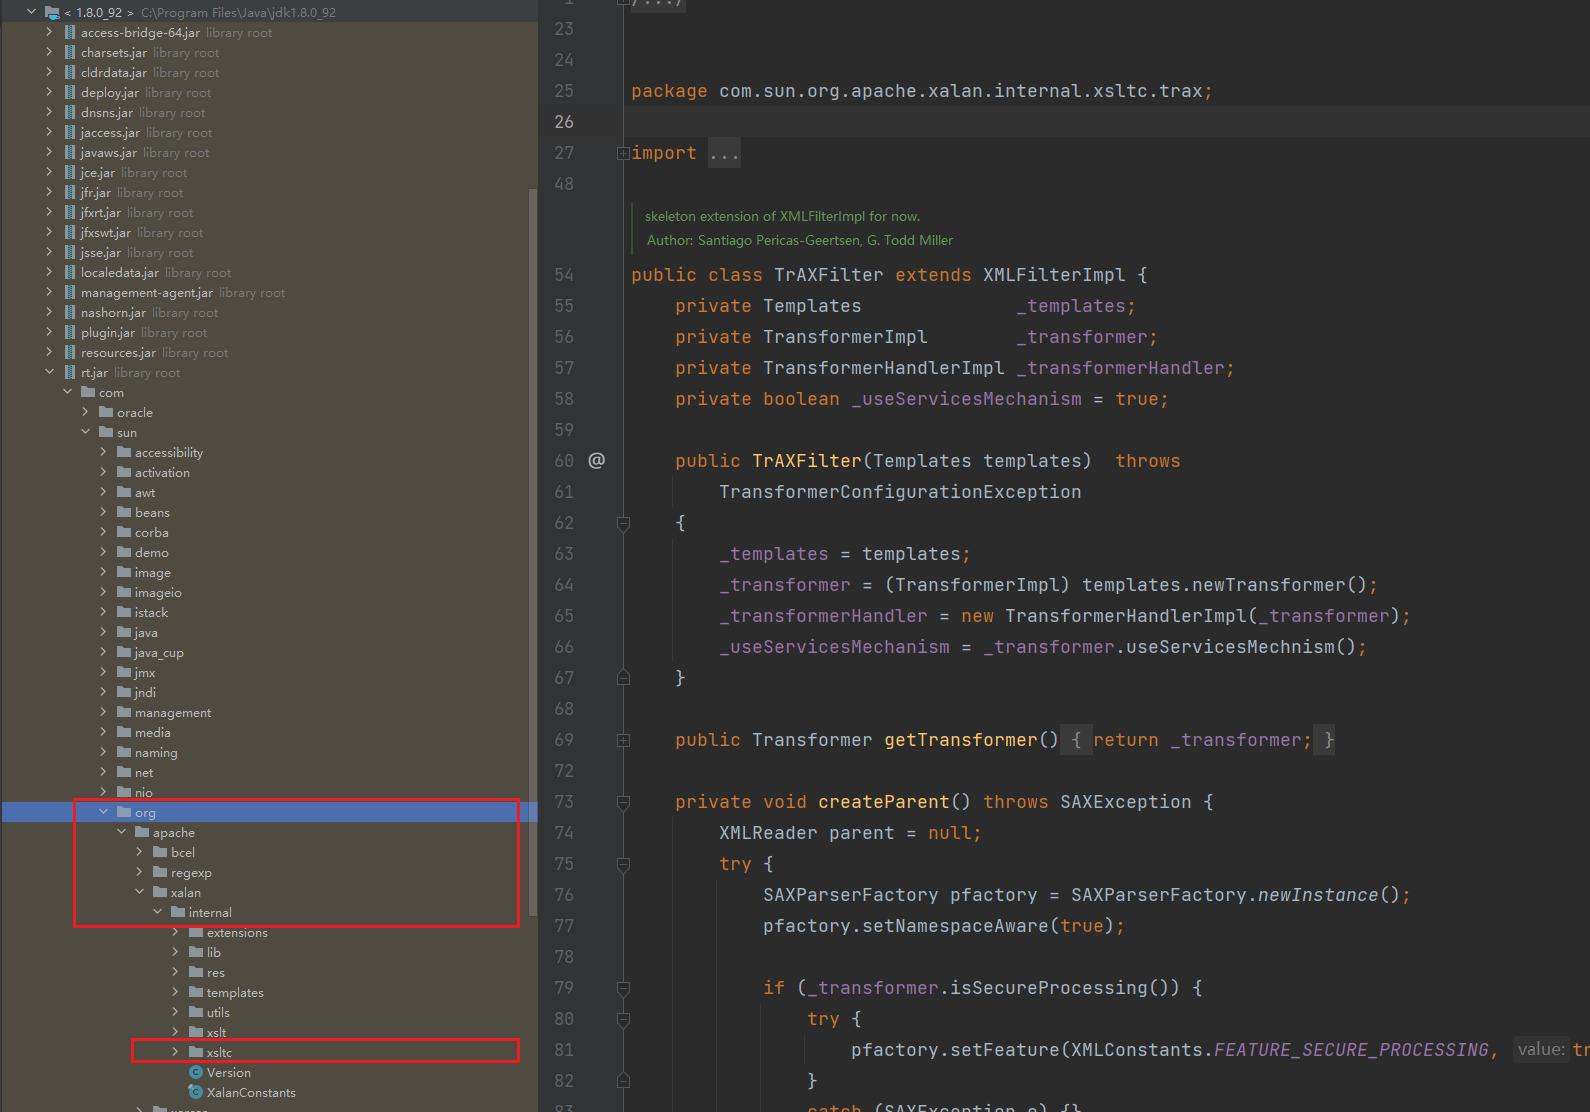 < 1.8.0_92 > C:\Program Files\Java\jdk1.8.0_92
access-bridge-64.jar library root
charsets.jar library root
cldrdata.jar library root
deploy.jar library root
dnsns.jar library root
jaccess.jar library root
javaws.jar library root
jce.jar library root
jfr.jar library root
jfxrt.jar library root
jfxswt.jar library root
jsse.jar library root
localedata.jar library root
management-agent.jar library root
nashorn.jar library root
plugin.jar library root
resources.jar library root
rt.jar library root
com
oracle
sun
accessibility
activation
awt
beans
corba
demo
image
imageio
istack
java
java_cup
jmx
jndi
management
media
naming
net
nio
org
apache
bcel
regexp
xalan
internal
extensions
lib
res
templates
utils
xslt
xsltc
Version
XalanConstants
1 /.../
23
24
25 package com.sun.org.apache.xalan.internal.xsltc.trax;
26
27 import ...
48
skeleton extension of XMLFilterImpl for now.
Author: Santiago Pericas-Geertsen, G. Todd Miller
54 public class TrAXFilter extends XMLFilterImpl {
55 private Templates _templates;
56 private TransformerImpl _transformer;
57 private TransformerHandlerImpl _transformerHandler;
58 private boolean _useServicesMechanism = true;
59
60 @ public TrAXFilter(Templates templates) throws
61 TransformerConfigurationException
62 {
63 _templates = templates;
64 _transformer = (TransformerImpl) templates.newTransformer();
65 _transformerHandler = new TransformerHandlerImpl(_transformer);
66 _useServicesMechanism = _transformer.useServicesMechnism();
67 }
68
69 public Transformer getTransformer() { return _transformer; }
72
73 private void createParent() throws SAXException {
74 XMLReader parent = null;
75 try {
76 SAXParserFactory pfactory = SAXParserFactory.newInstance();
77 pfactory.setNamespaceAware(true);
78
79 if (_transformer.isSecureProcessing()) {
80 try {
81 pfactory.setFeature(XMLConstants.FEATURE_SECURE_PROCESSING, value: tr
82 }
83 catch (SAXException e) {}